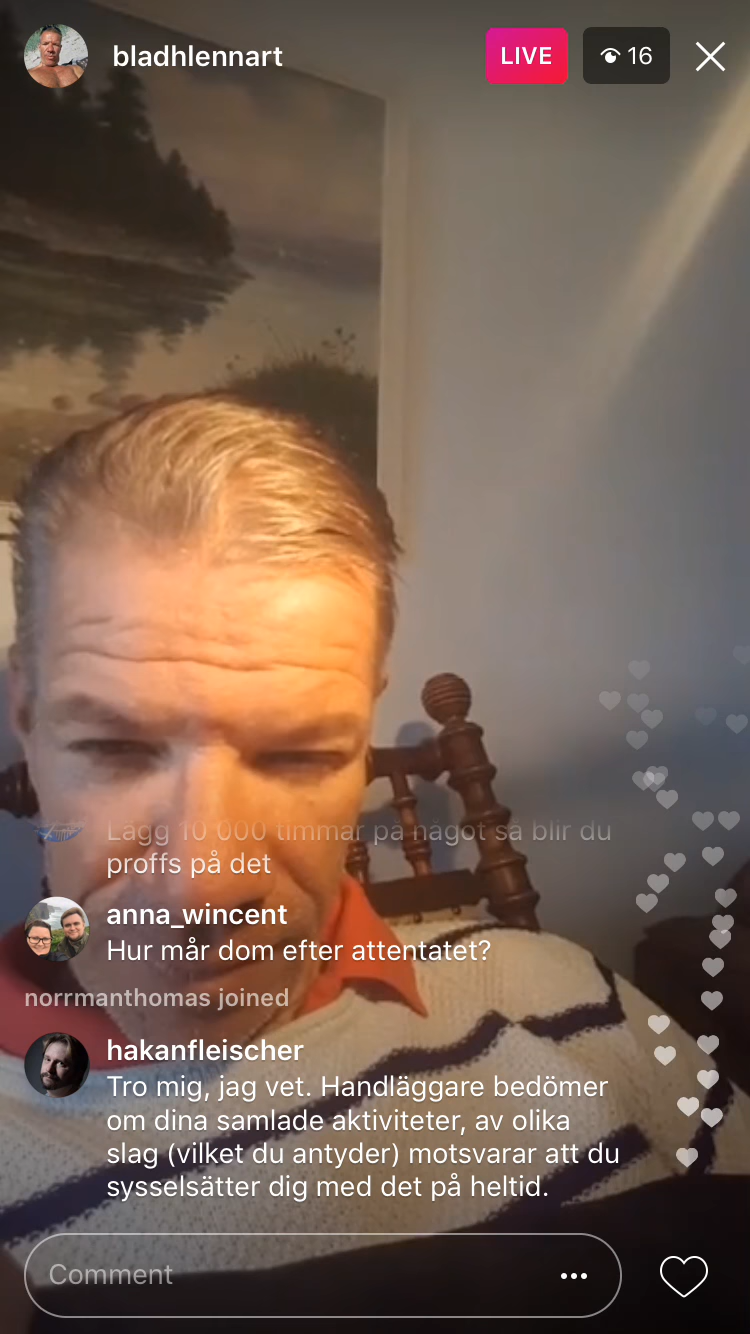 bladhlennart
LIVE
16
Lägg 10 000 timmar på något så blir du
proffs på det
anna_wincent
Hur mår dom efter attentatet?
norrmanthomas joined
hakanfleischer
Tro mig, jag vet. Handläggare bedömer
om dina samlade aktiviteter, av olika
slag (vilket du antyder) motsvarar att du
sysselsätter dig med det på heltid.
Comment